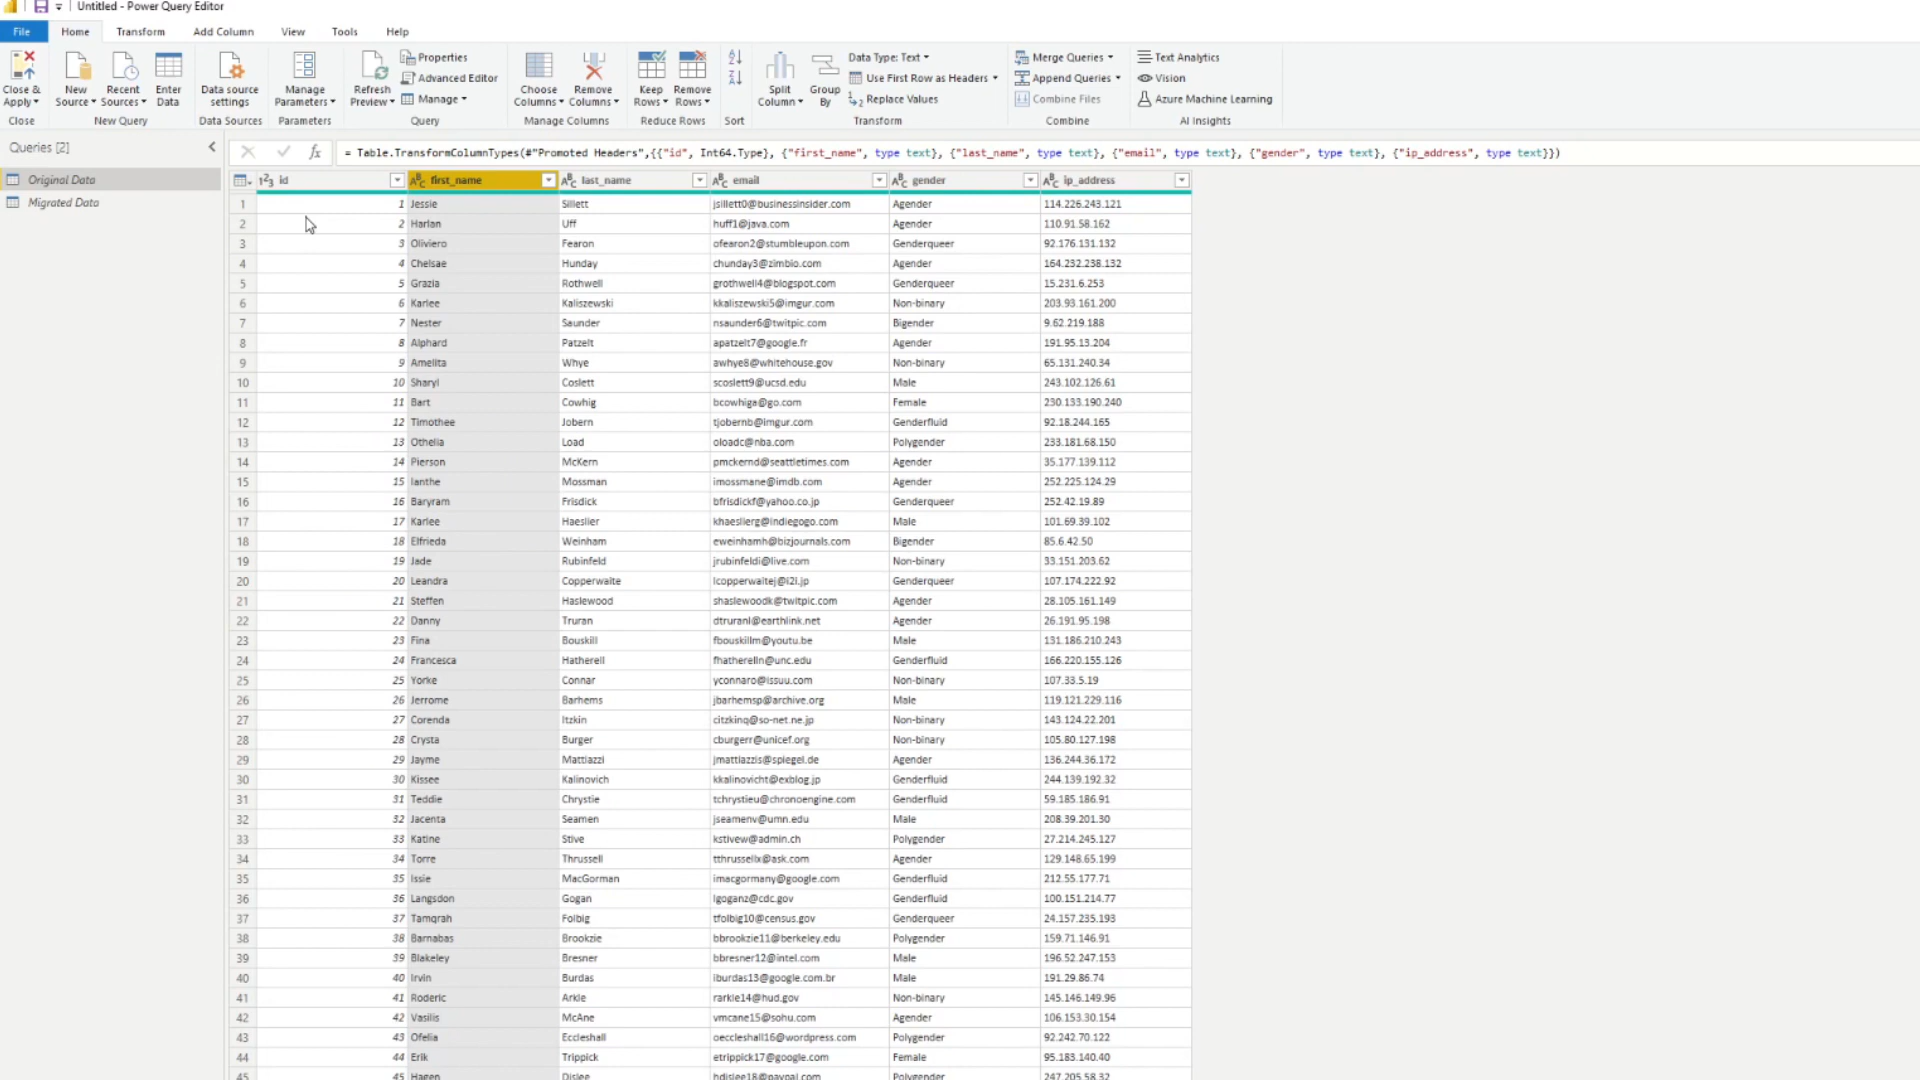 Untitled - Power Query Editor
File Home Transform Add Column View Tools Help
Close & Apply New Source Recent Sources Enter Data Data source settings Manage Parameters Refresh Preview Properties Advanced Editor Manage Choose Columns Remove Columns Keep Rows Remove Rows Split Column Group By Data Type: Text Use First Row as Headers Replace Values Merge Queries Append Queries Combine Files Text Analytics Vision Azure Machine Learning
Close New Query Data Sources Parameters Query Manage Columns Reduce Rows Sort Transform Combine AI Insights
Queries [2]
fx = Table.TransformColumnTypes(#"Promoted Headers",{{"id", Int64.Type}, {"first_name", type text}, {"last_name", type text}, {"email", type text}, {"gender", type text}, {"ip_address", type text}})
Original Data
Migrated Data
id first_name last_name email gender ip_address
1 1 Jessie Sillett jsillett0@businessinsider.com Agender 114.226.243.121
2 2 Harlan Uff huff1@java.com Agender 110.91.58.162
3 3 Oliviero Fearon ofearon2@stumbleupon.com Genderqueer 92.176.131.132
4 4 Chelsae Hunday chunday3@zimbio.com Agender 164.232.238.132
5 5 Grazia Rothwell grothwell4@blogspot.com Genderqueer 15.231.6.253
6 6 Karlee Kaliszewski kkaliszewski5@imgur.com Non-binary 203.93.161.200
7 7 Nester Saunder nsaunder6@twitpic.com Bigender 9.62.219.188
8 8 Alphard Patzelt apatzelt7@google.fr Agender 191.95.13.204
9 9 Amelita Whye awhye8@whitehouse.gov Non-binary 65.131.240.34
10 10 Sharyl Coslett scoslett9@ucsd.edu Male 243.102.126.61
11 11 Bart Cowhig bcowhiga@go.com Female 230.133.190.240
12 12 Timothee Jobern tjobernb@imgur.com Genderfluid 92.18.244.165
13 13 Othelia Load oloadc@nba.com Polygender 233.181.68.150
14 14 Pierson McKern pmckernd@seattletimes.com Agender 35.177.139.112
15 15 Ianthe Mossman imossmane@imdb.com Agender 252.225.124.29
16 16 Baryram Frisdick bfrisdickf@yahoo.co.jp Genderqueer 252.42.19.89
17 17 Karlee Haeslier khaeslierg@indiegogo.com Male 101.69.39.102
18 18 Elfrieda Weinham eweinhamh@bizjournals.com Bigender 85.6.42.50
19 19 Jade Rubinfeld jrubinfeldi@live.com Non-binary 33.151.203.62
20 20 Leandra Copperwaite lcopperwaitej@i2i.jp Genderqueer 107.174.222.92
21 21 Steffen Haslewood shaslewoodk@twitpic.com Agender 28.105.161.149
22 22 Danny Truran dtruranl@earthlink.net Agender 26.191.95.198
23 23 Fina Bouskill fbouskillm@youtu.be Male 131.186.210.243
24 24 Francesca Hatherell fhatherelln@unc.edu Genderfluid 166.220.155.126
25 25 Yorke Connar yconnaro@issuu.com Non-binary 107.33.5.19
26 26 Jerrome Barhems jbarhemsp@archive.org Male 119.121.229.116
27 27 Corenda Itzkin citzkinq@so-net.ne.jp Non-binary 143.124.22.201
28 28 Crysta Burger cburgerr@unicef.org Non-binary 105.80.127.198
29 29 Jayme Mattiazzi jmattiazzis@spiegel.de Agender 136.244.36.172
30 30 Kissee Kalinovich kkalinovicht@exblog.jp Genderfluid 244.139.192.32
31 31 Teddie Chrystie tchrystieu@chronoengine.com Genderfluid 59.185.186.91
32 32 Jacenta Seamen jseamenv@umn.edu Male 208.39.201.30
33 33 Katine Stive kstivew@admin.ch Polygender 27.214.245.127
34 34 Torre Thrussell tthrussellx@ask.com Agender 129.148.65.199
35 35 Issie MacGorman imacgormany@google.com Genderfluid 212.55.177.71
36 36 Langsdon Gogan lgoganz@cdc.gov Genderfluid 100.151.214.77
37 37 Tamqrah Folbig tfolbig10@census.gov Genderqueer 24.157.235.193
38 38 Barnabas Brookzie bbrookzie11@berkeley.edu Polygender 159.71.146.91
39 39 Blakeley Bresner bbresner12@intel.com Male 196.52.247.153
40 40 Irvin Burdas iburdas13@google.com.br Male 191.29.86.74
41 41 Roderic Arkle rarkle14@hud.gov Non-binary 145.146.149.96
42 42 Vasilis McAne vmcane15@sohu.com Agender 106.153.30.154
43 43 Ofelia Eccleshall oeccleshall16@wordpress.com Polygender 92.242.70.122
44 44 Erik Trippick etrippick17@google.com Female 95.183.140.40
45 45 Hagen Dislee hdislee18@paypal.com Polygender 247.205.58.32